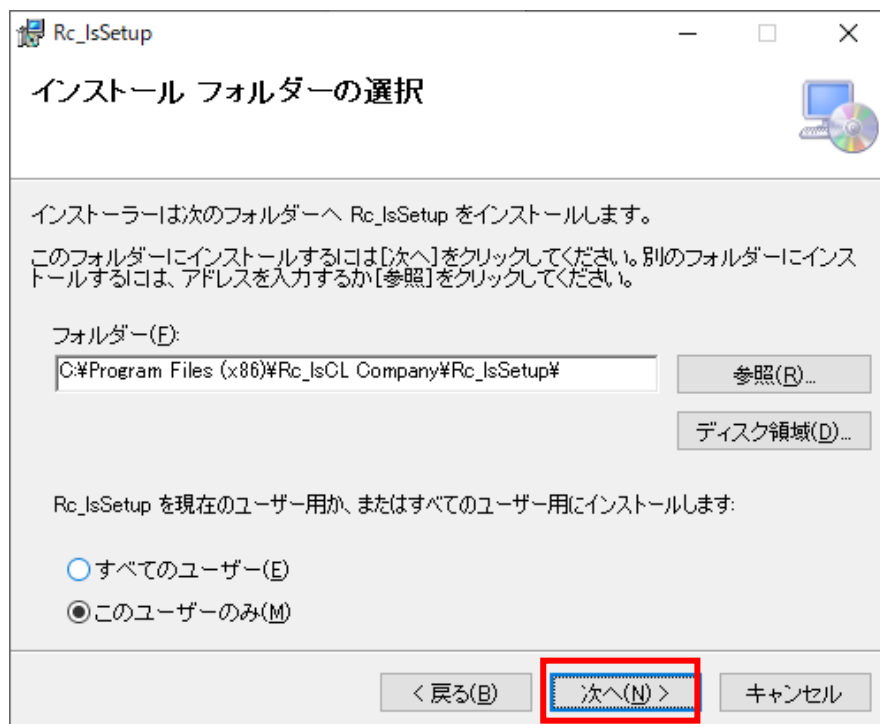 Rc_IsSetup
インストール フォルダーの選択
インストーラーは次のフォルダーへ Rc_IsSetup をインストールします。
このフォルダーにインストールするには[次へ]をクリックしてください。別のフォルダーにインス
トールするには、アドレスを入力するか[参照]をクリックしてください。
フォルダー(F):
C:¥Program Files (x86)¥Rc_IsCL Company¥Rc_IsSetup¥
参照(R)...
ディスク領域(D)...
Rc_IsSetup を現在のユーザー用か、またはすべてのユーザー用にインストールします:
すべてのユーザー(E)
このユーザーのみ(M)
< 戻る(B)
次へ(N) >
キャンセル